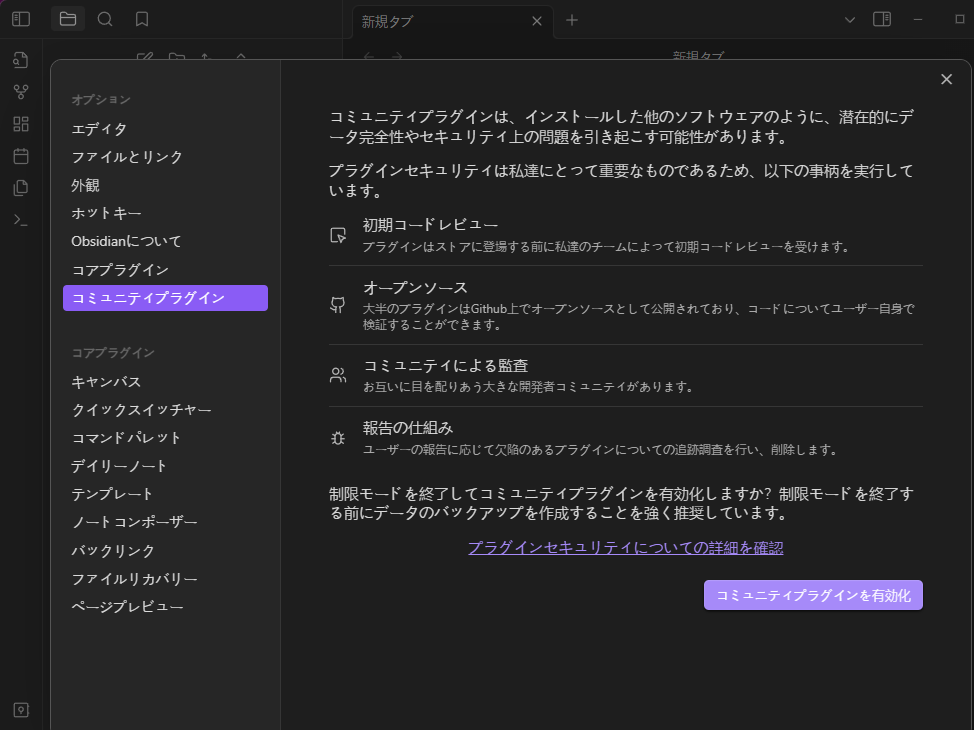 新規タブ
新規タブ
オプション
エディタ
ファイルとリンク
外観
ホットキー
Obsidianについて
コアプラグイン
コミュニティプラグイン
コアプラグイン
キャンバス
クイックスイッチャー
コマンドパレット
デイリーノート
テンプレート
ノートコンポーザー
バックリンク
ファイルリカバリー
ページプレビュー
コミュニティプラグインは、インストールした他のソフトウェアのように、潜在的にデ
ータ完全性やセキュリティ上の問題を引き起こす可能性があります。
プラグインセキュリティは私達にとって重要なものであるため、以下の事柄を実行して
います。
初期コードレビュー
プラグインはストアに登場する前に私達のチームによって初期コードレビューを受けます。
オープンソース
大半のプラグインはGithub上でオープンソースとして公開されており、コードについてユーザー自身で
検証することができます。
コミュニティによる監査
お互いに目を配りあう大きな開発者コミュニティがあります。
報告の仕組み
ユーザーの報告に応じて欠陥のあるプラグインについての追跡調査を行い、削除します。
制限モードを終了してコミュニティプラグインを有効化しますか? 制限モードを終了す
る前にデータのバックアップを作成することを強く推奨しています。
プラグインセキュリティについての詳細を確認
コミュニティプラグインを有効化